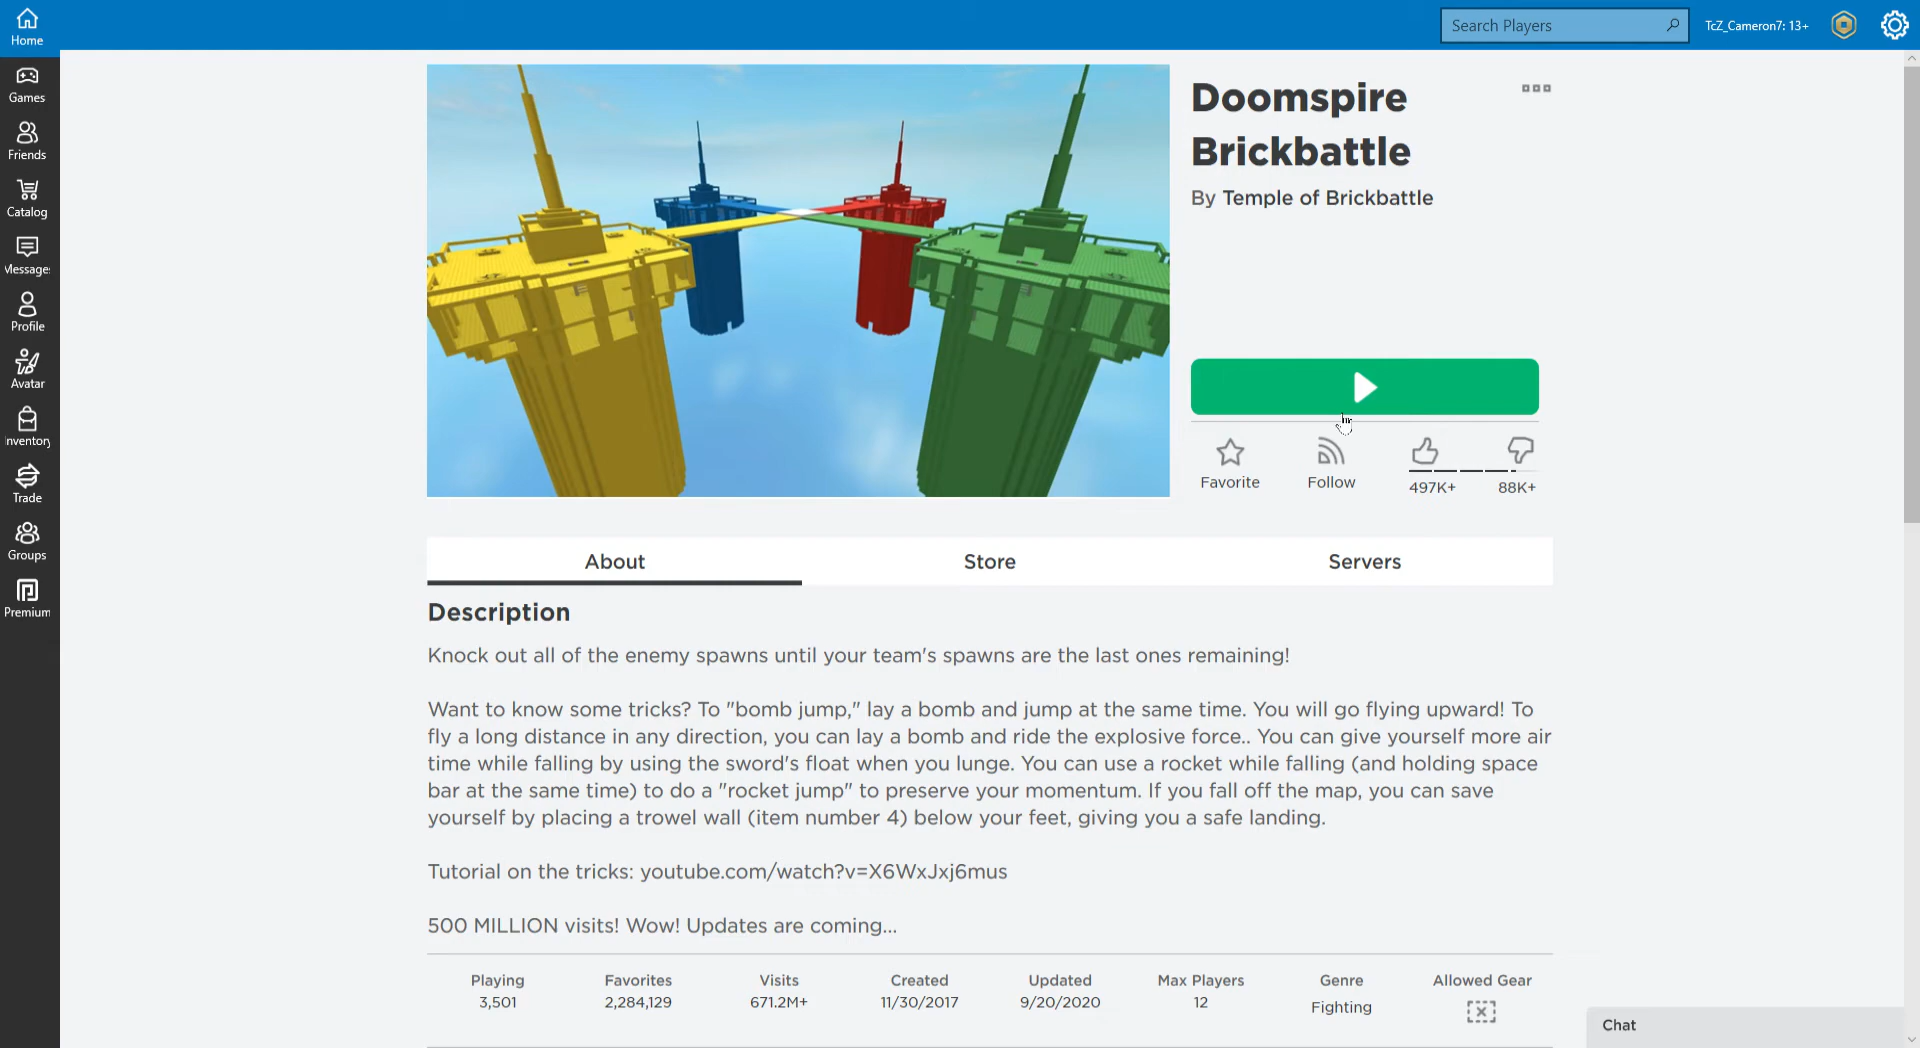 Home
Search Players
TcZ_Cameron7: 13+
Games
Friends
Catalog
Message
Profile
Avatar
Inventory
Trade
Groups
Premium
Doomspire
Brickbattle
By Temple of Brickbattle
Favorite
Follow
497K+
88K+
About
Store
Servers
Description
Knock out all of the enemy spawns until your team's spawns are the last ones remaining!
Want to know some tricks? To "bomb jump," lay a bomb and jump at the same time. You will go flying upward! To
fly a long distance in any direction, you can lay a bomb and ride the explosive force.. You can give yourself more air
time while falling by using the sword's float when you lunge. You can use a rocket while falling (and holding space
bar at the same time) to do a "rocket jump" to preserve your momentum. If you fall off the map, you can save
yourself by placing a trowel wall (item number 4) below your feet, giving you a safe landing.
Tutorial on the tricks: youtube.com/watch?v=X6WxJxj6mus
500 MILLION visits! Wow! Updates are coming...
Playing
Favorites
Visits
Created
Updated
Max Players
Genre
Allowed Gear
3,501
2,284,129
671.2M+
11/30/2017
9/20/2020
12
Fighting
Chat